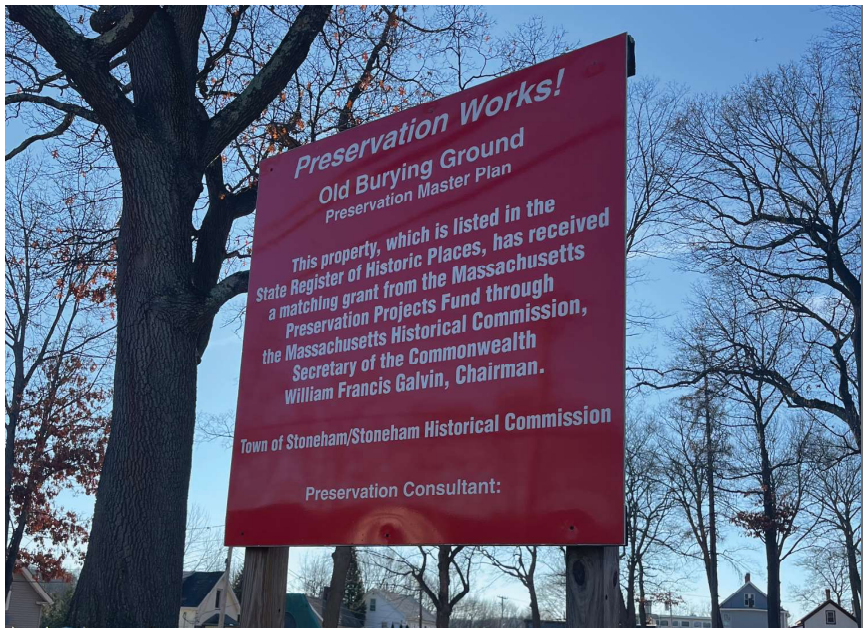 Preservation Works!
Old Burying Ground
Preservation Master Plan
This property, which is listed in the
State Register of Historic Places, has received
a matching grant from the Massachusetts
Preservation Projects Fund through
the Massachusetts Historical Commission,
Secretary of the Commonwealth
William Francis Galvin, Chairman.
Town of Stoneham/Stoneham Historical Commission
Preservation Consultant: